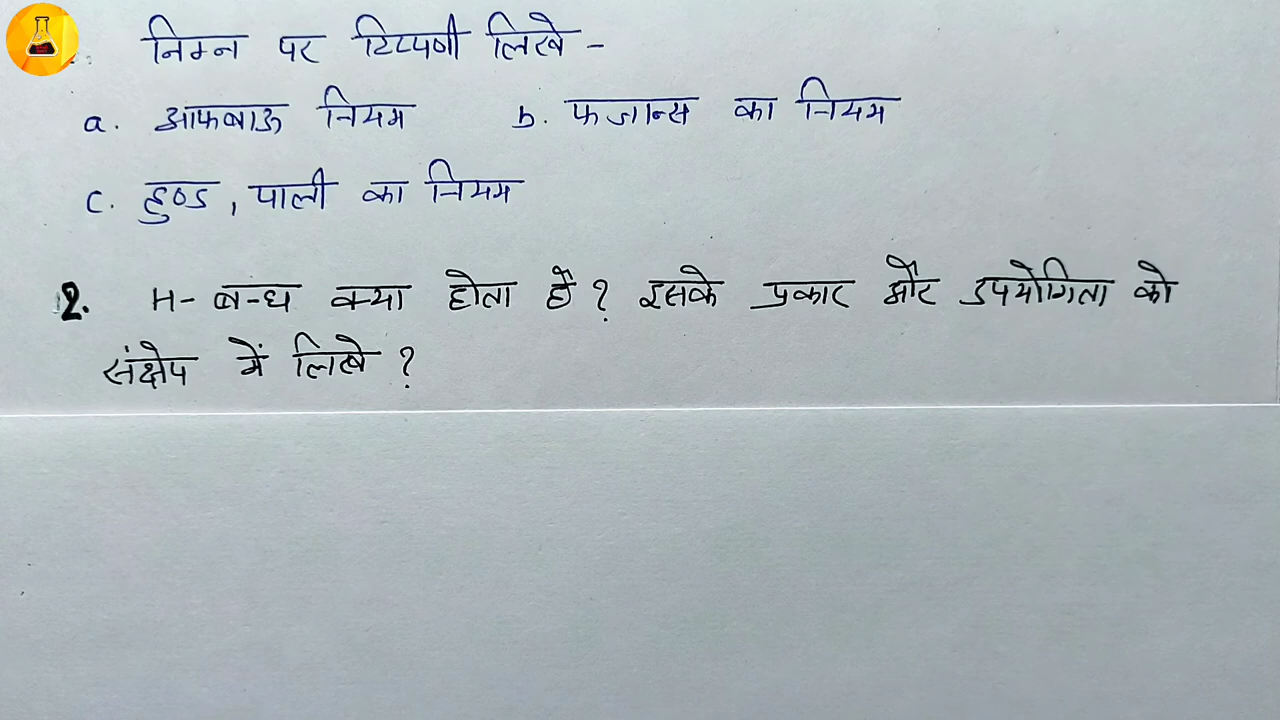 निम्न पर टिप्पणी लिखे -
a. आफबाऊ नियम b. फजान्स का नियम
c. हुण्ड, पाली का नियम
2. H- बन्ध क्या होता है? इसके प्रकार और उपयोगिता को
संक्षेप में लिखे ?